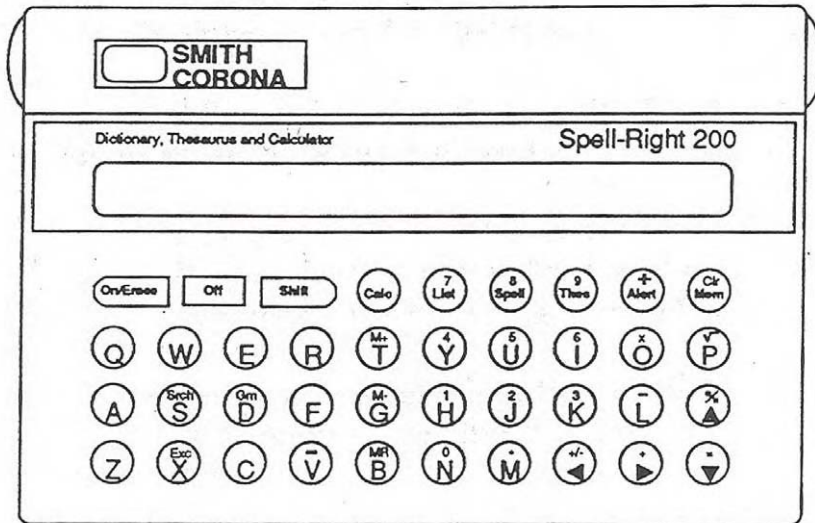 SMITH
CORONA
Dictionary, Thesaurus and Calculator Spell-Right 200
On/Erase Off Shift Calc 7 List 8 Spell 9 Thes ÷ Alert Clr Mem
Q W E R M+ T 4 Y 5 U 6 I x O √ P
A Srch S Grn D F M- G 1 H 2 J 3 K − L % ▲
Z Exc X C − V MR B 0 N • M +/- ◀ + ▶ ▼